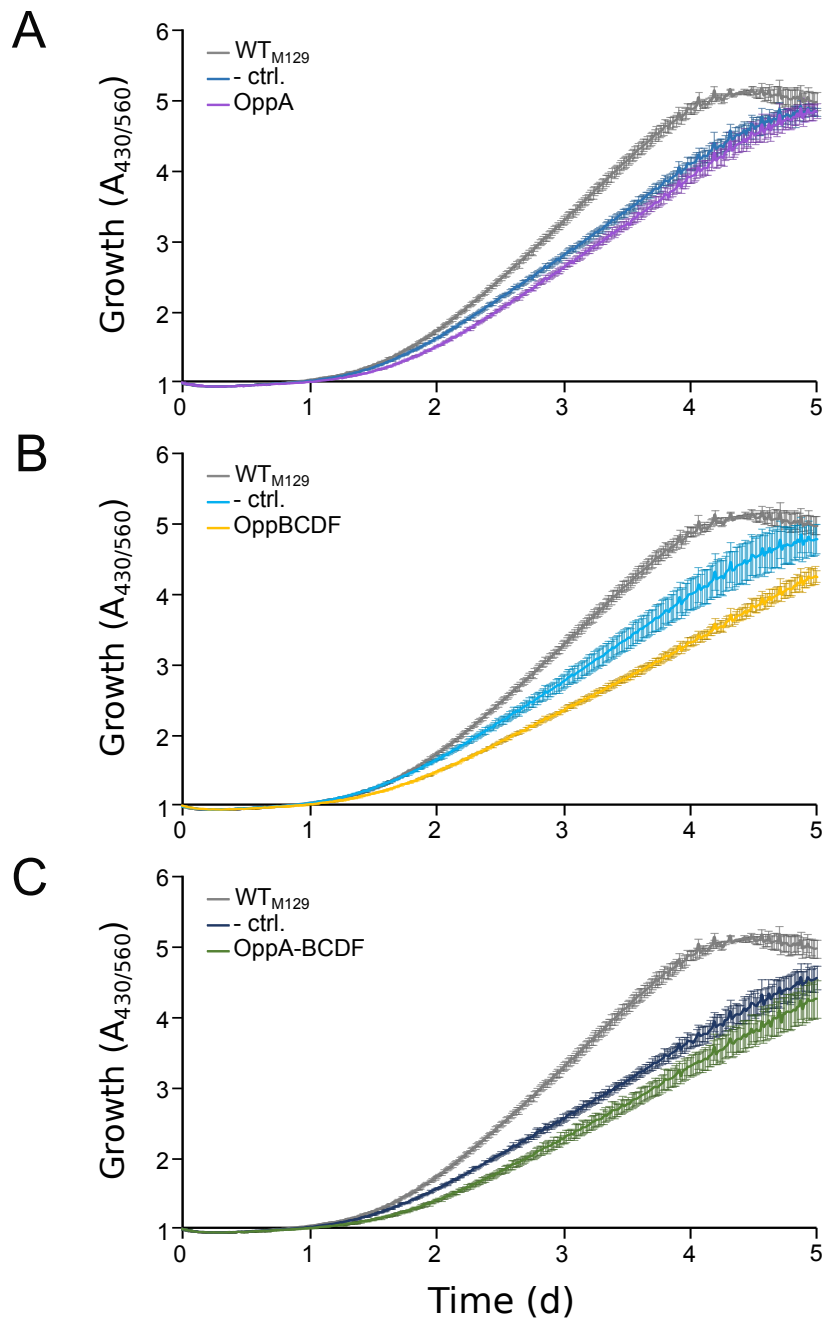 A
Growth (A430/560)
6
5
4
3
2
1
WTM129
- ctrl.
OppA
0 1 2 3 4 5
B
Growth (A430/560)
6
5
4
3
2
1
WTM129
- ctrl.
OppBCDF
0 1 2 3 4 5
C
Growth (A430/560)
6
5
4
3
2
1
WTM129
- ctrl.
OppA-BCDF
0 1 2 3 4 5
Time (d)